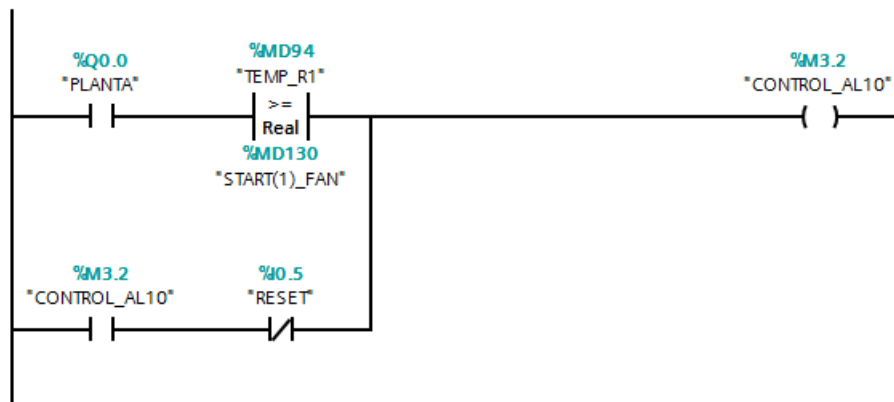 %Q0.0
"PLANTA"
%MD94
"TEMP_R1"
>=
Real
%MD130
"START(1)_FAN"
%M3.2
"CONTROL_AL10"
%M3.2
"CONTROL_AL10"
%I0.5
"RESET"